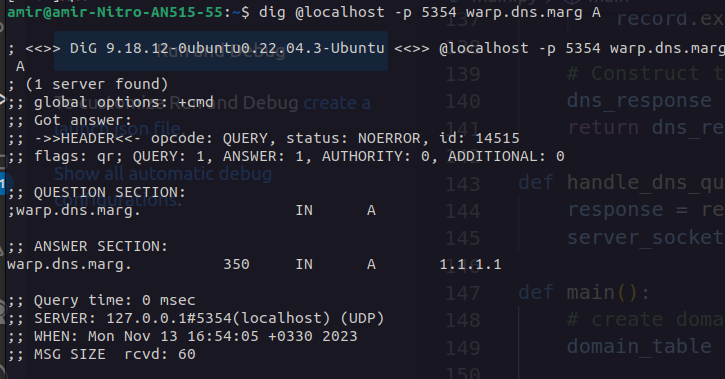 amir@amir-Nitro-AN515-55:~$ dig @localhost -p 5354 warp.dns.marg A
; <<>> DiG 9.18.12-0ubuntu0.22.04.3-Ubuntu <<>> @localhost -p 5354 warp.dns.marg
 A
; (1 server found)
;; global options: +cmd
;; Got answer:
;; ->>HEADER<<- opcode: QUERY, status: NOERROR, id: 14515
;; flags: qr; QUERY: 1, ANSWER: 1, AUTHORITY: 0, ADDITIONAL: 0
;; QUESTION SECTION:
;warp.dns.marg. IN A
;; ANSWER SECTION:
warp.dns.marg. 350 IN A 1.1.1.1
;; Query time: 0 msec
;; SERVER: 127.0.0.1#5354(localhost) (UDP)
;; WHEN: Mon Nov 13 16:54:05 +0330 2023
;; MSG SIZE rcvd: 60
Run and Debug
Run and Debug create a
launch.json file.
Show all automatic debug
configurations.
record.ex
139 # Construct t
140 dns_response
141 return dns_re
143 def handle_dns_qu
144 response = re
145 server_socket
147 def main():
148 # create doma
149 domain_table
150